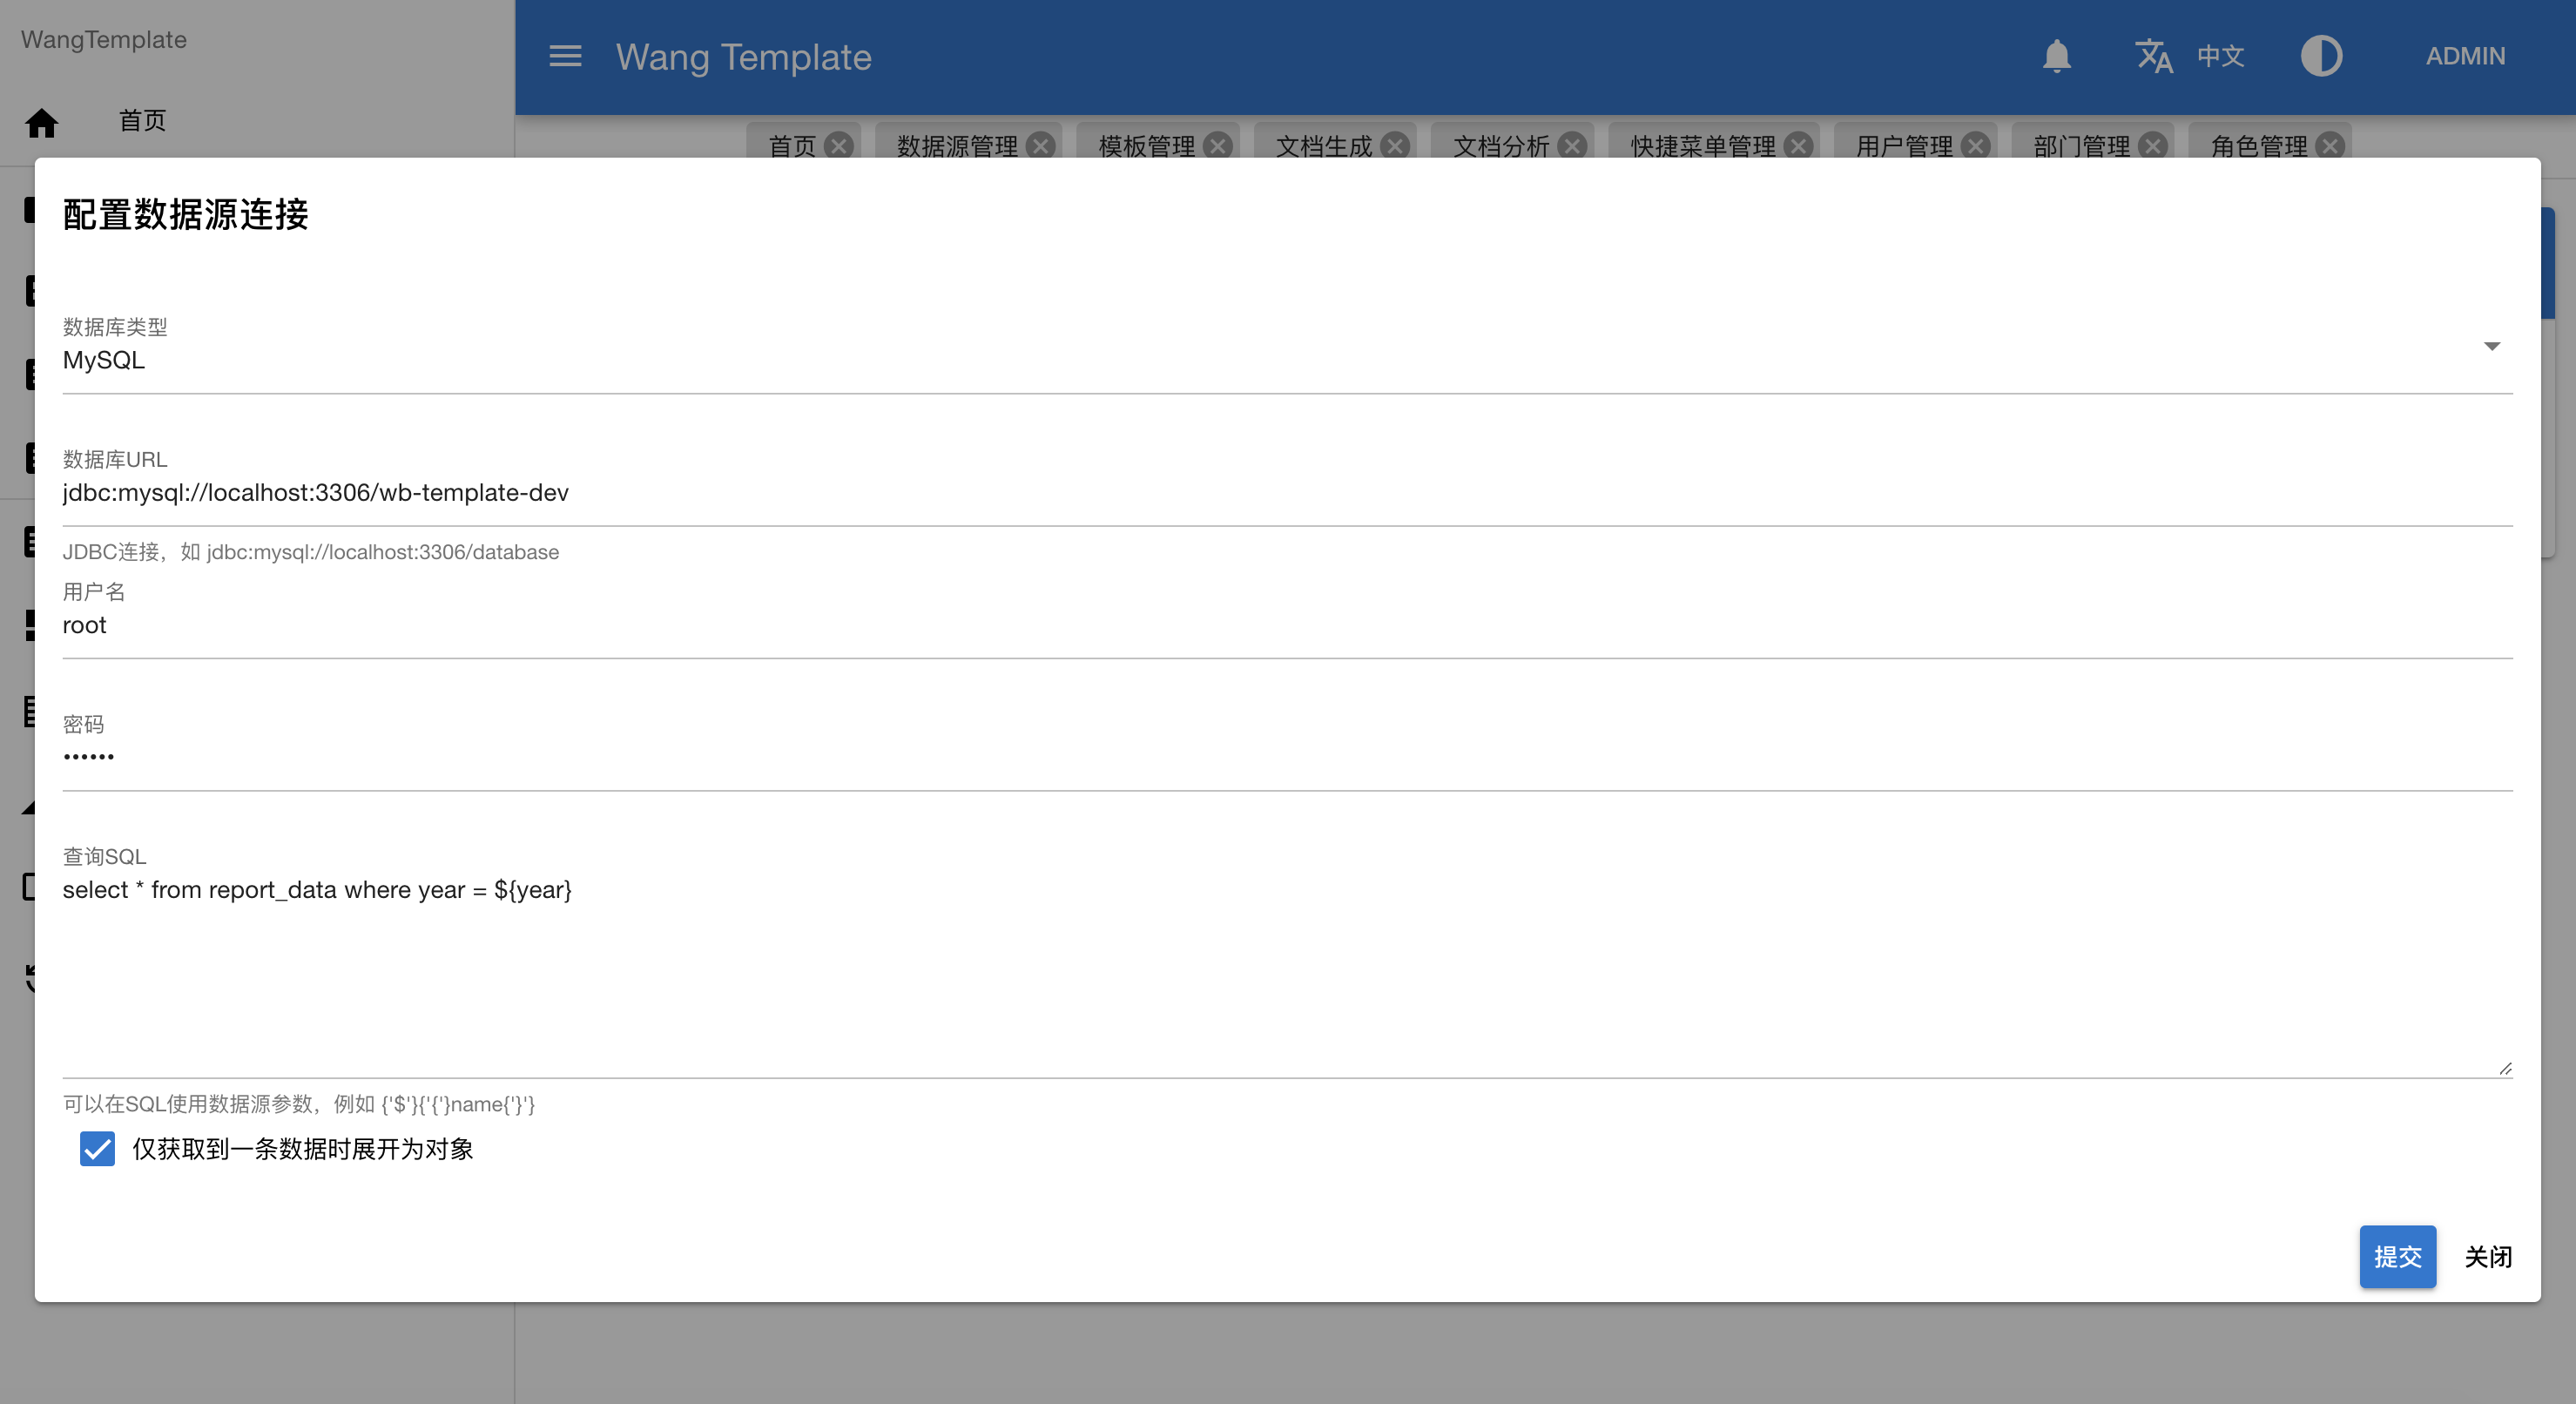 WangTemplate
Wang Template
中文
ADMIN
首页
首页
数据源管理
模板管理
文档生成
文档分析
快捷菜单管理
用户管理
部门管理
角色管理
配置数据源连接
数据库类型
MySQL
数据库URL
jdbc:mysql://localhost:3306/wb-template-dev
JDBC连接，如 jdbc:mysql://localhost:3306/database
用户名
root
密码
••••••
查询SQL
select * from report_data where year = ${year}
可以在SQL使用数据源参数，例如 {'$'}{'{'}name{'}'}
仅获取到一条数据时展开为对象
提交
关闭